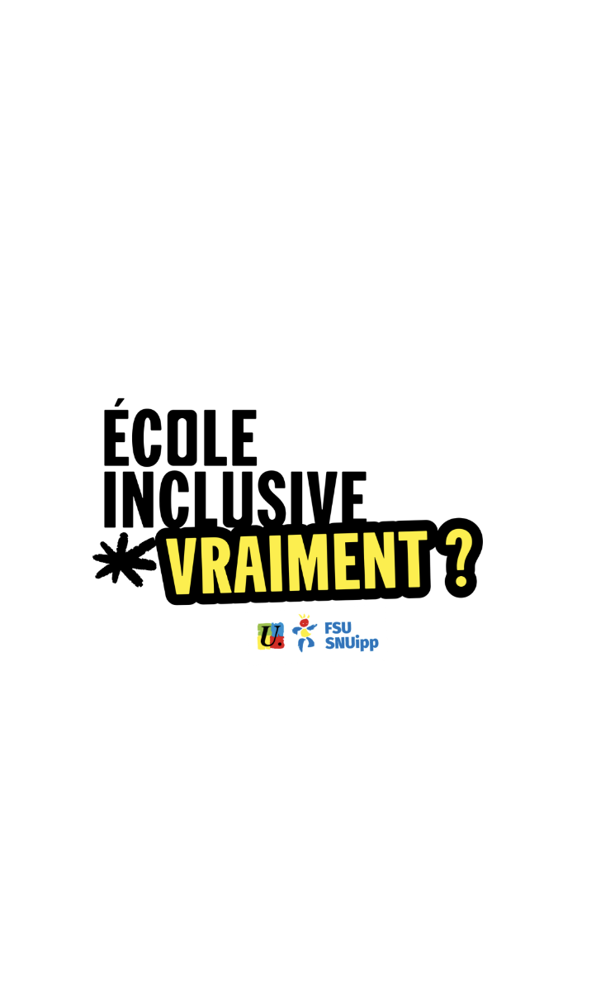 ÉCOLE
INCLUSIVE
VRAIMENT ?
U.
FSU
SNUipp